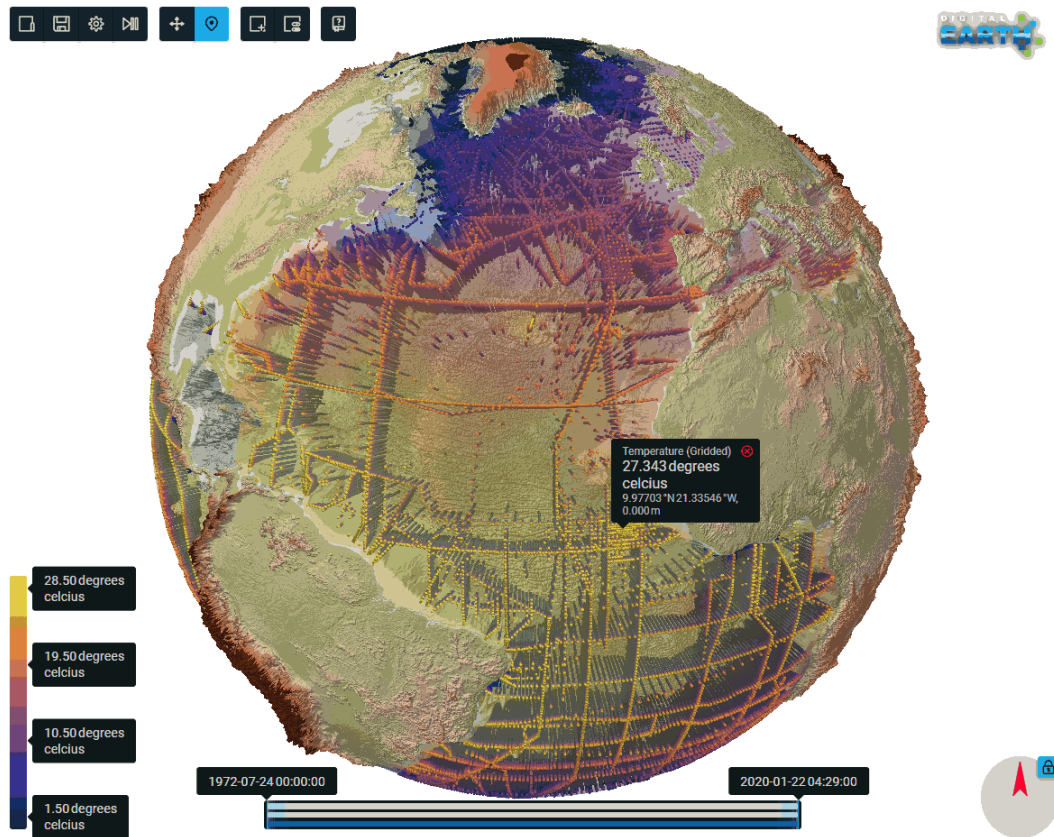 DIGITAL
EARTH
Temperature (Gridded)
27.343 degrees
celcius
9.97703 °N 21.33546 °W,
0.000 m
28.50 degrees
celcius
19.50 degrees
celcius
10.50 degrees
celcius
1.50 degrees
celcius
1972-07-24 00:00:00
2020-01-22 04:29:00